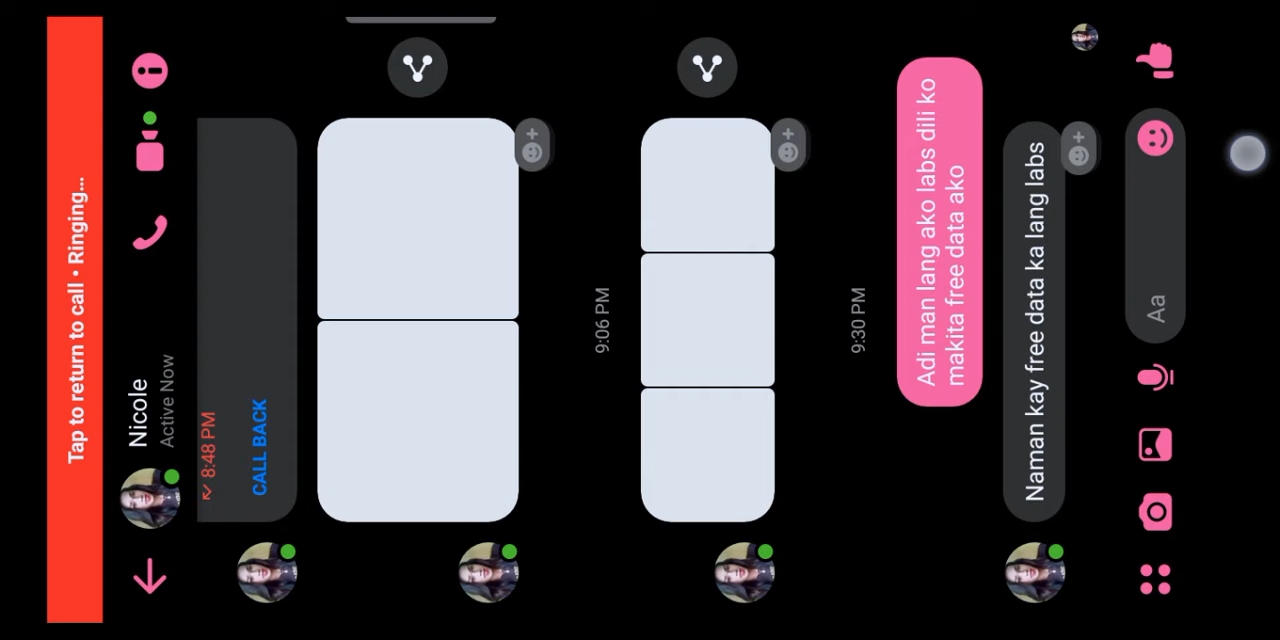 Tap to return to call • Ringing...
Nicole
Active Now
8:48 PM
CALL BACK
9:06 PM
9:30 PM
Adi man lang ako labs dili ko
makita free data ako
Naman kay free data ka lang labs
Aa